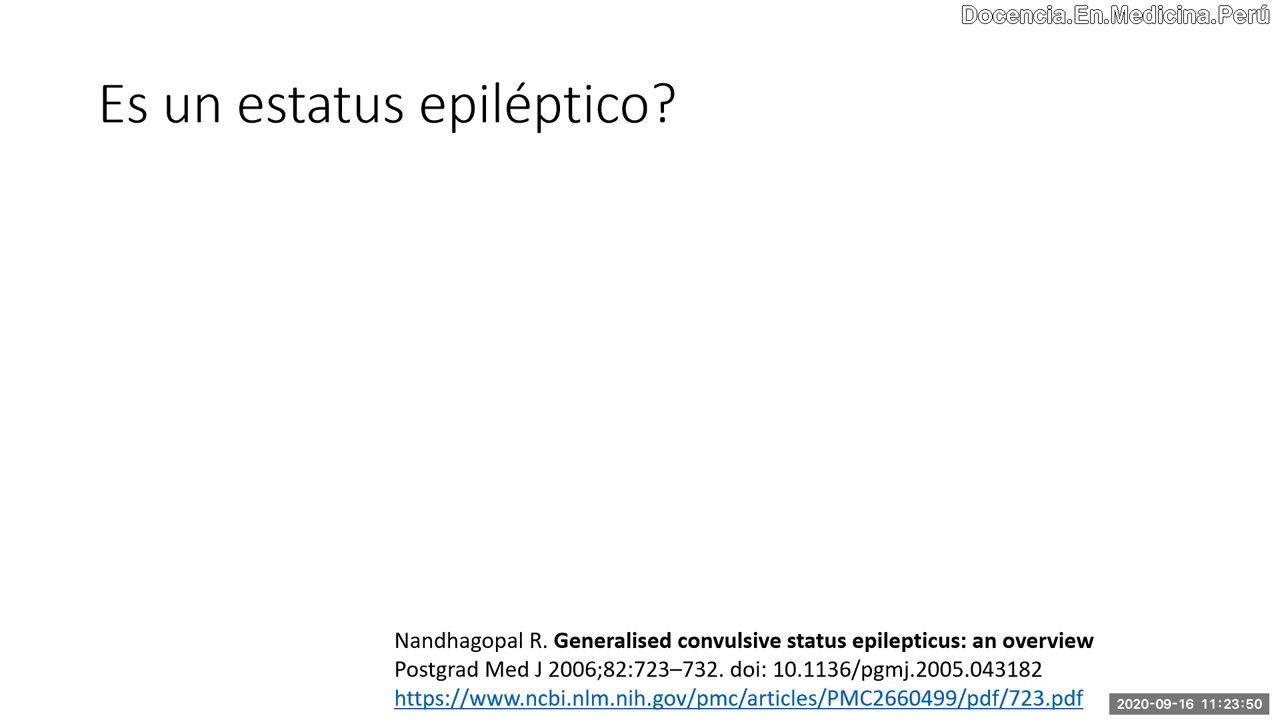 Docencia.En.Medicina.Perú
Es un estatus epiléptico?
Nandhagopal R. Generalised convulsive status epilepticus: an overview
Postgrad Med J 2006;82:723–732. doi: 10.1136/pgmj.2005.043182
https://www.ncbi.nlm.nih.gov/pmc/articles/PMC2660499/pdf/723.pdf
2020-09-16 11:23:50